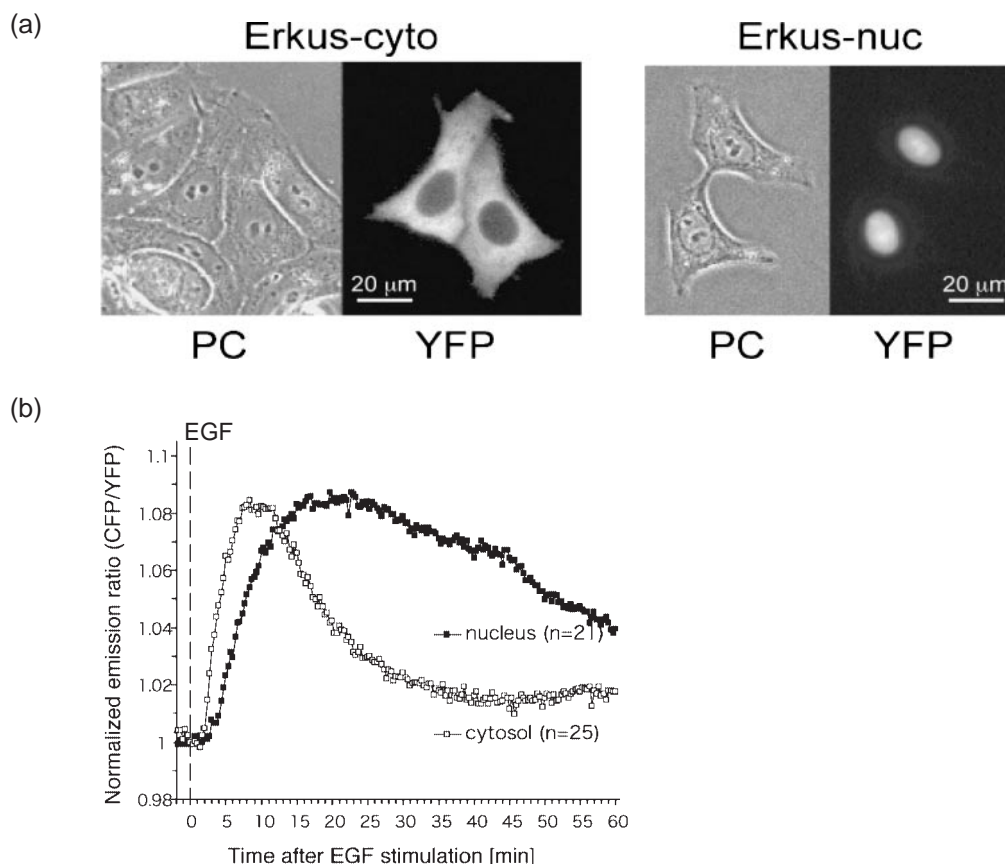 (a)
Erkus-cyto
Erkus-nuc
20 μm
20 μm
PC
YFP
PC
YFP
(b)
EGF
Normalized emission ratio (CFP/YFP)
1.1
1.08
1.06
1.04
1.02
1
0.98
nucleus (n=21)
cytosol (n=25)
0 5 10 15 20 25 30 35 40 45 50 55 60
Time after EGF stimulation [min]